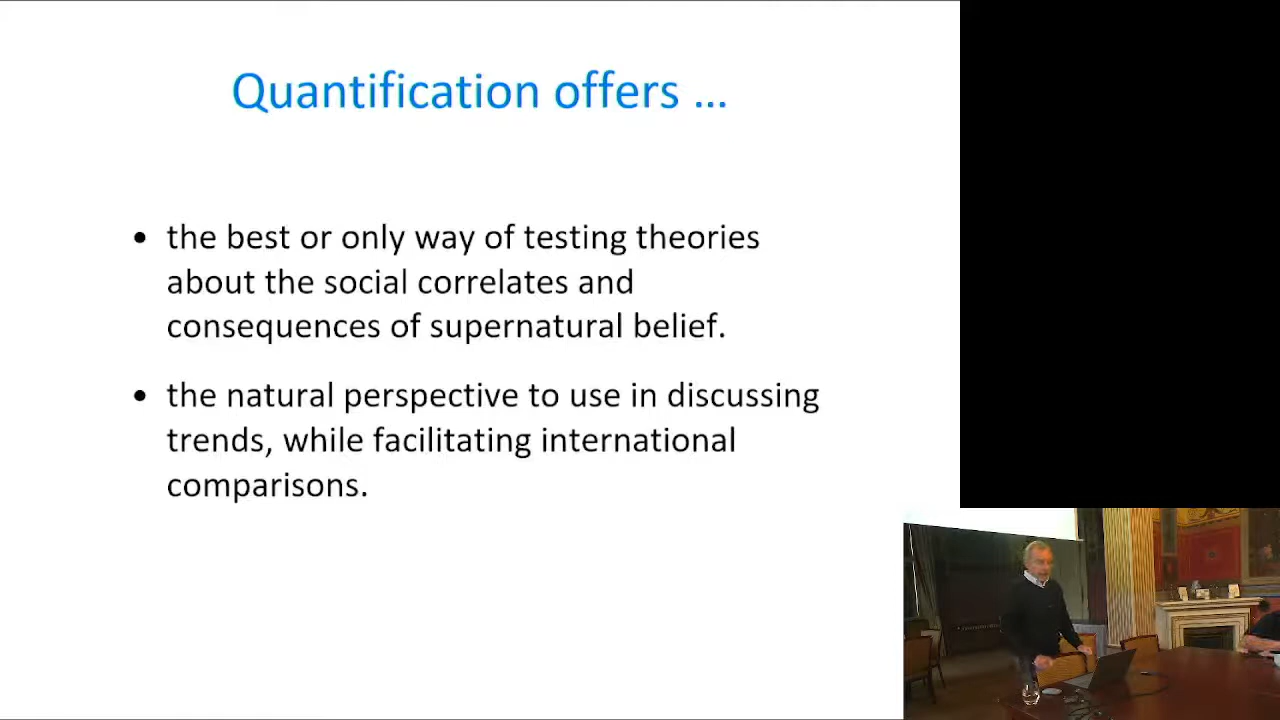 Quantification offers ...
• the best or only way of testing theories
about the social correlates and
consequences of supernatural belief.
• the natural perspective to use in discussing
trends, while facilitating international
comparisons.